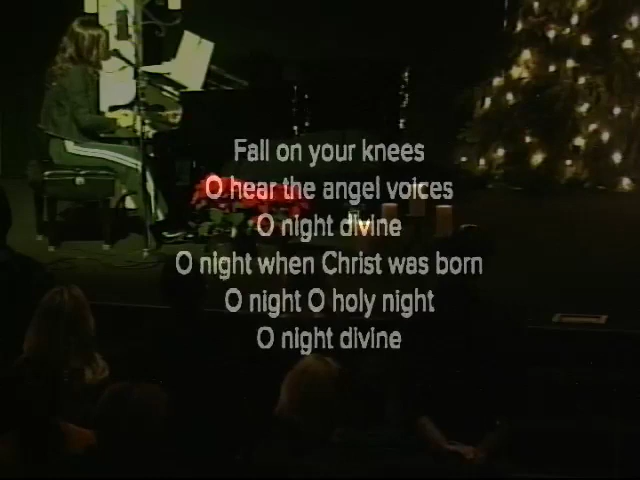 Fall on your knees
O hear the angel voices
O night divine
O night when Christ was born
O night O holy night
O night divine